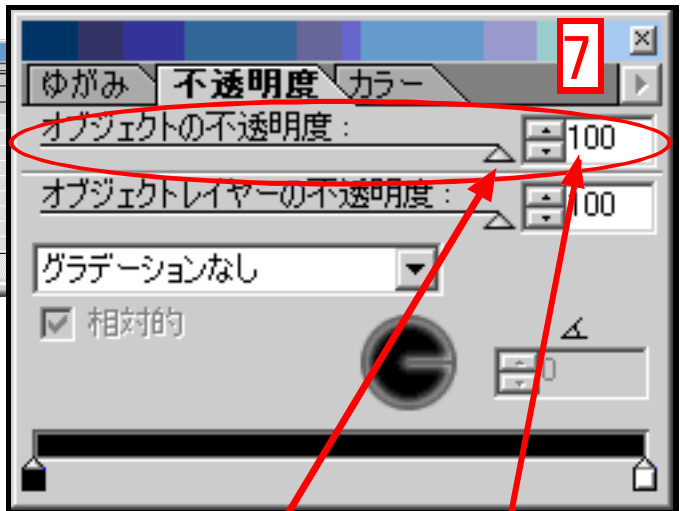 7
ゆがみ 不透明度 カラー
オブジェクトの不透明度： 100
オブジェクトレイヤーの不透明度： 100
グラデーションなし
相対的
0